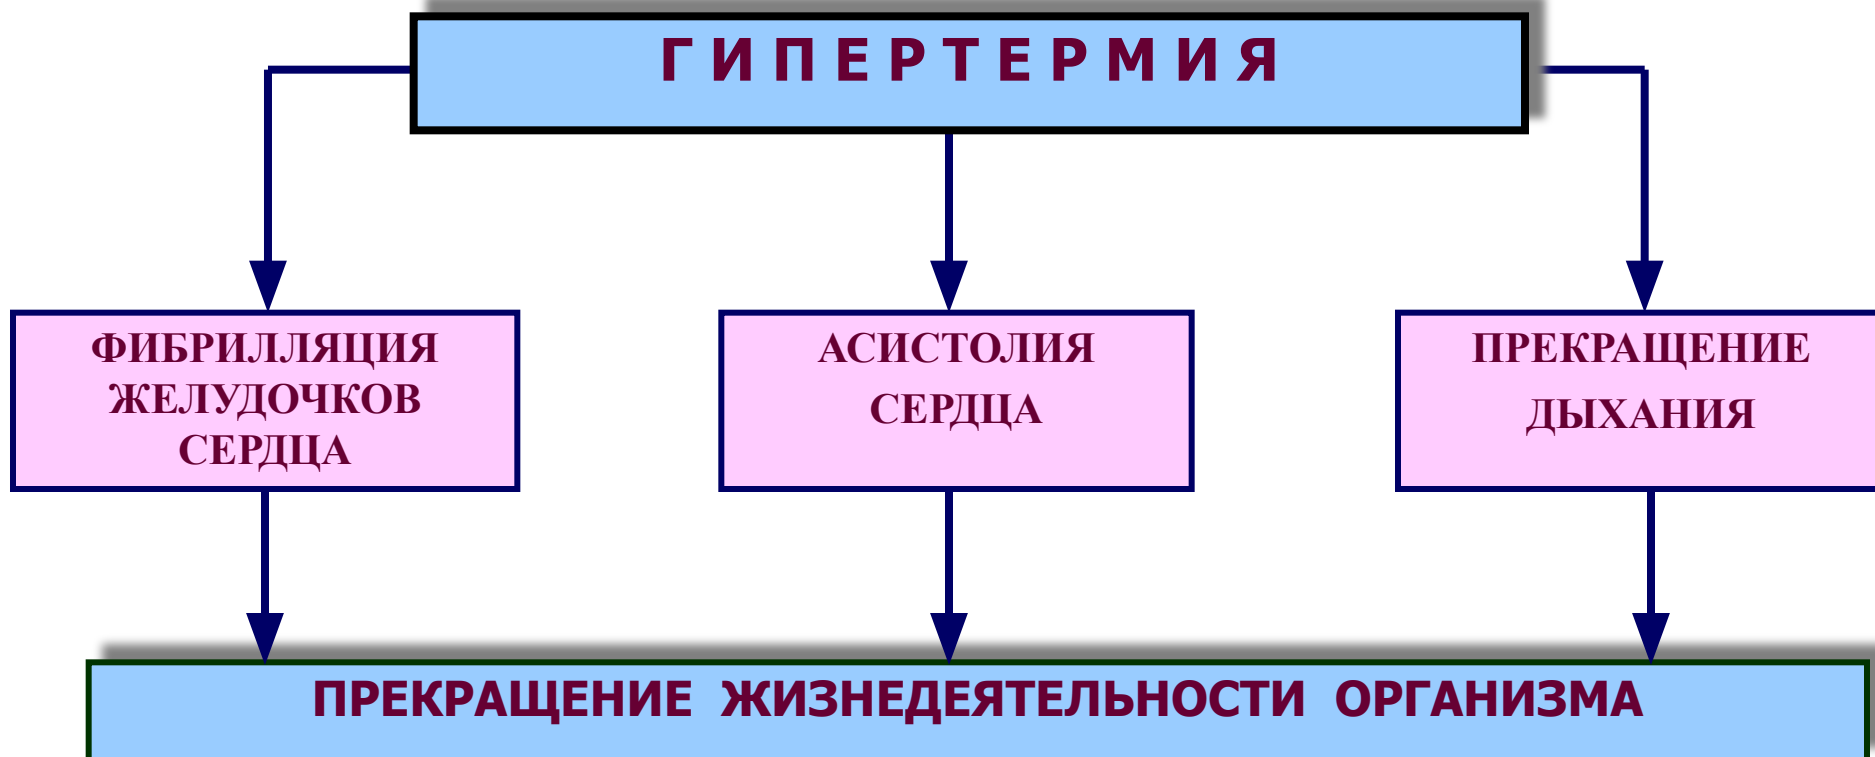 Г И П Е Р Т Е Р М И Я
ФИБРИЛЛЯЦИЯ
ЖЕЛУДОЧКОВ
СЕРДЦА
АСИСТОЛИЯ
СЕРДЦА
ПРЕКРАЩЕНИЕ
ДЫХАНИЯ
ПРЕКРАЩЕНИЕ ЖИЗНЕДЕЯТЕЛЬНОСТИ ОРГАНИЗМА